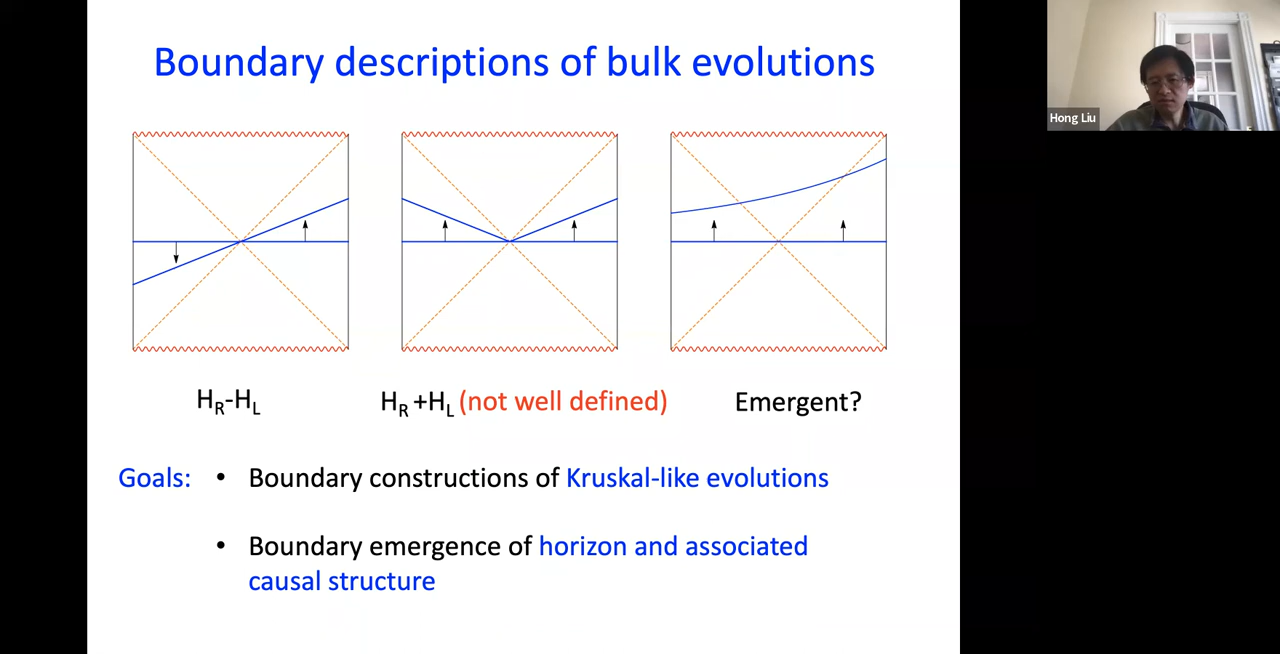 Boundary descriptions of bulk evolutions
Hong Liu
H_R-H_L
H_R +H_L (not well defined)
Emergent?
Goals: • Boundary constructions of Kruskal-like evolutions
• Boundary emergence of horizon and associated
causal structure